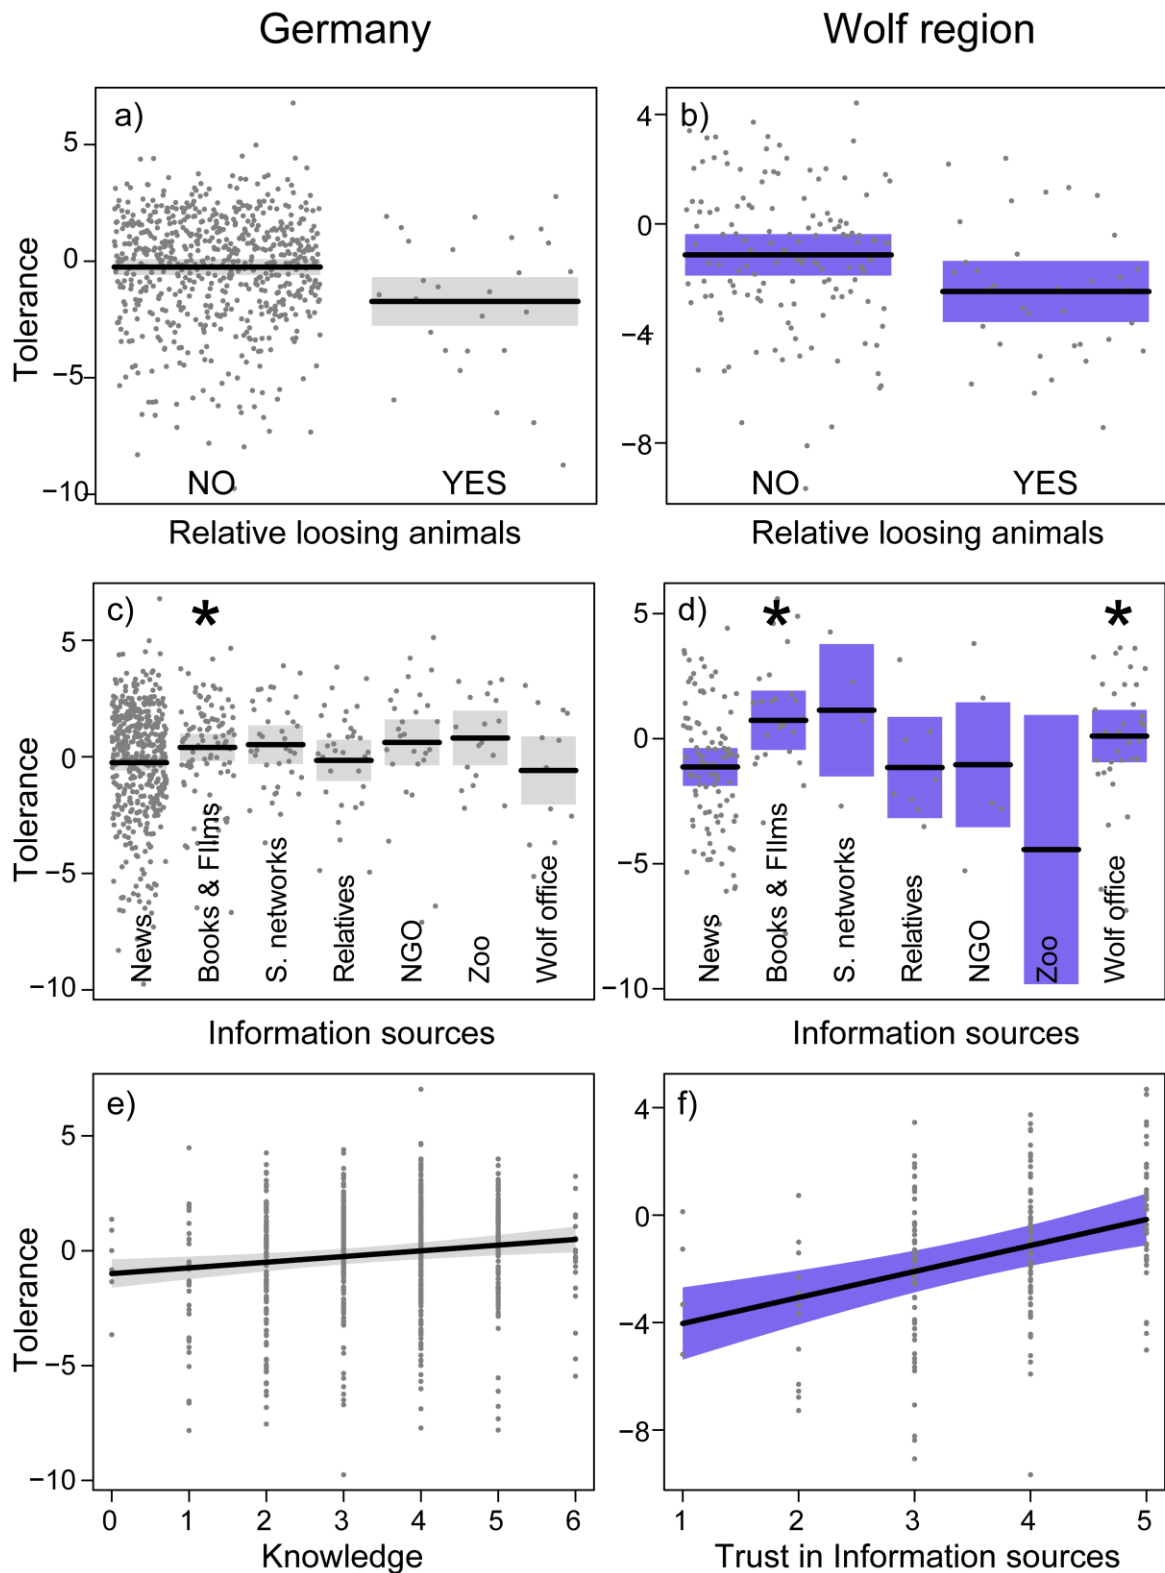 Germany
Wolf region
a)
5
0
−5
−10
Tolerance
NO
YES
Relative loosing animals
b)
4
0
−4
−8
NO
YES
Relative loosing animals
c)
*
5
0
−5
−10
Tolerance
News
Books & FIlms
S. networks
Relatives
NGO
Zoo
Wolf office
Information sources
d)
*
*
5
0
−5
−10
News
Books & FIlms
S. networks
Relatives
NGO
Zoo
Wolf office
Information sources
e)
5
0
−5
−10
Tolerance
0 1 2 3 4 5 6
Knowledge
f)
4
0
−4
−8
1 2 3 4 5
Trust in Information sources